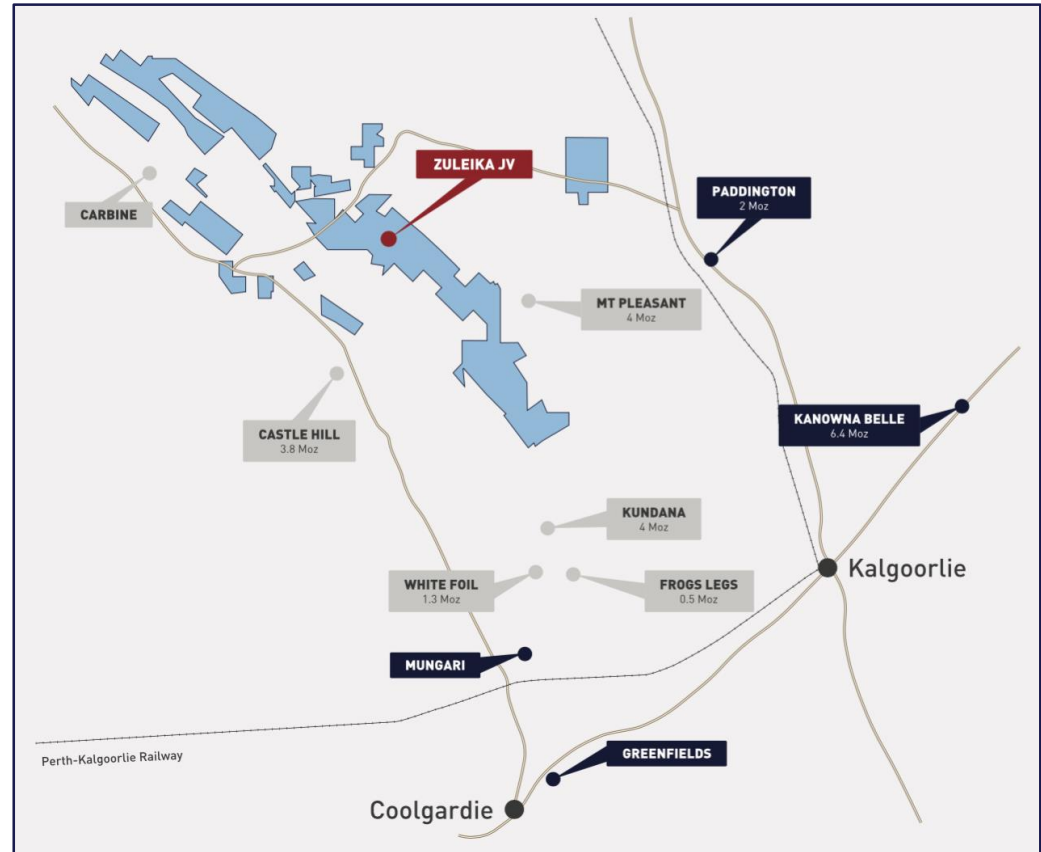 ZULEIKA JV
PADDINGTON
2 Moz
CARBINE
MT PLEASANT
4 Moz
CASTLE HILL
3.8 Moz
KANOWNA BELLE
6.4 Moz
KUNDANA
4 Moz
Kalgoorlie
WHITE FOIL
1.3 Moz
FROGS LEGS
0.5 Moz
MUNGARI
Perth-Kalgoorlie Railway
GREENFIELDS
Coolgardie